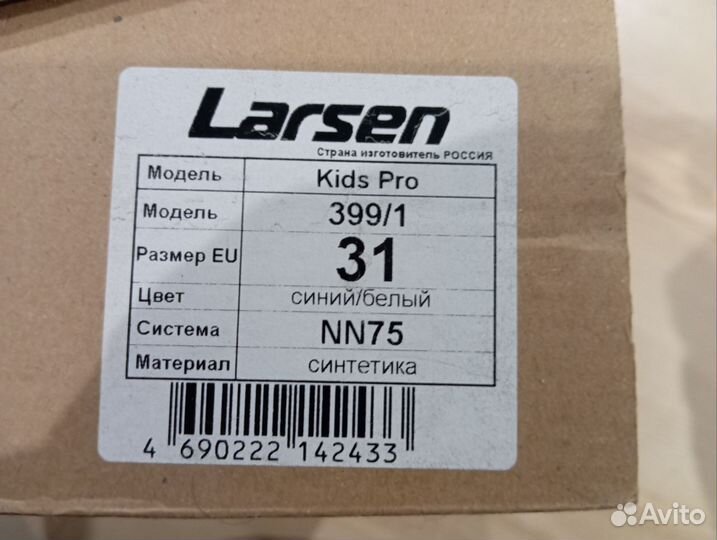 Larsen
Страна изготовитель РОССИЯ
Модель Kids Pro
Модель 399/1
Размер EU 31
Цвет синий/белый
Система NN75
Материал синтетика
4 690222 142433
Avito